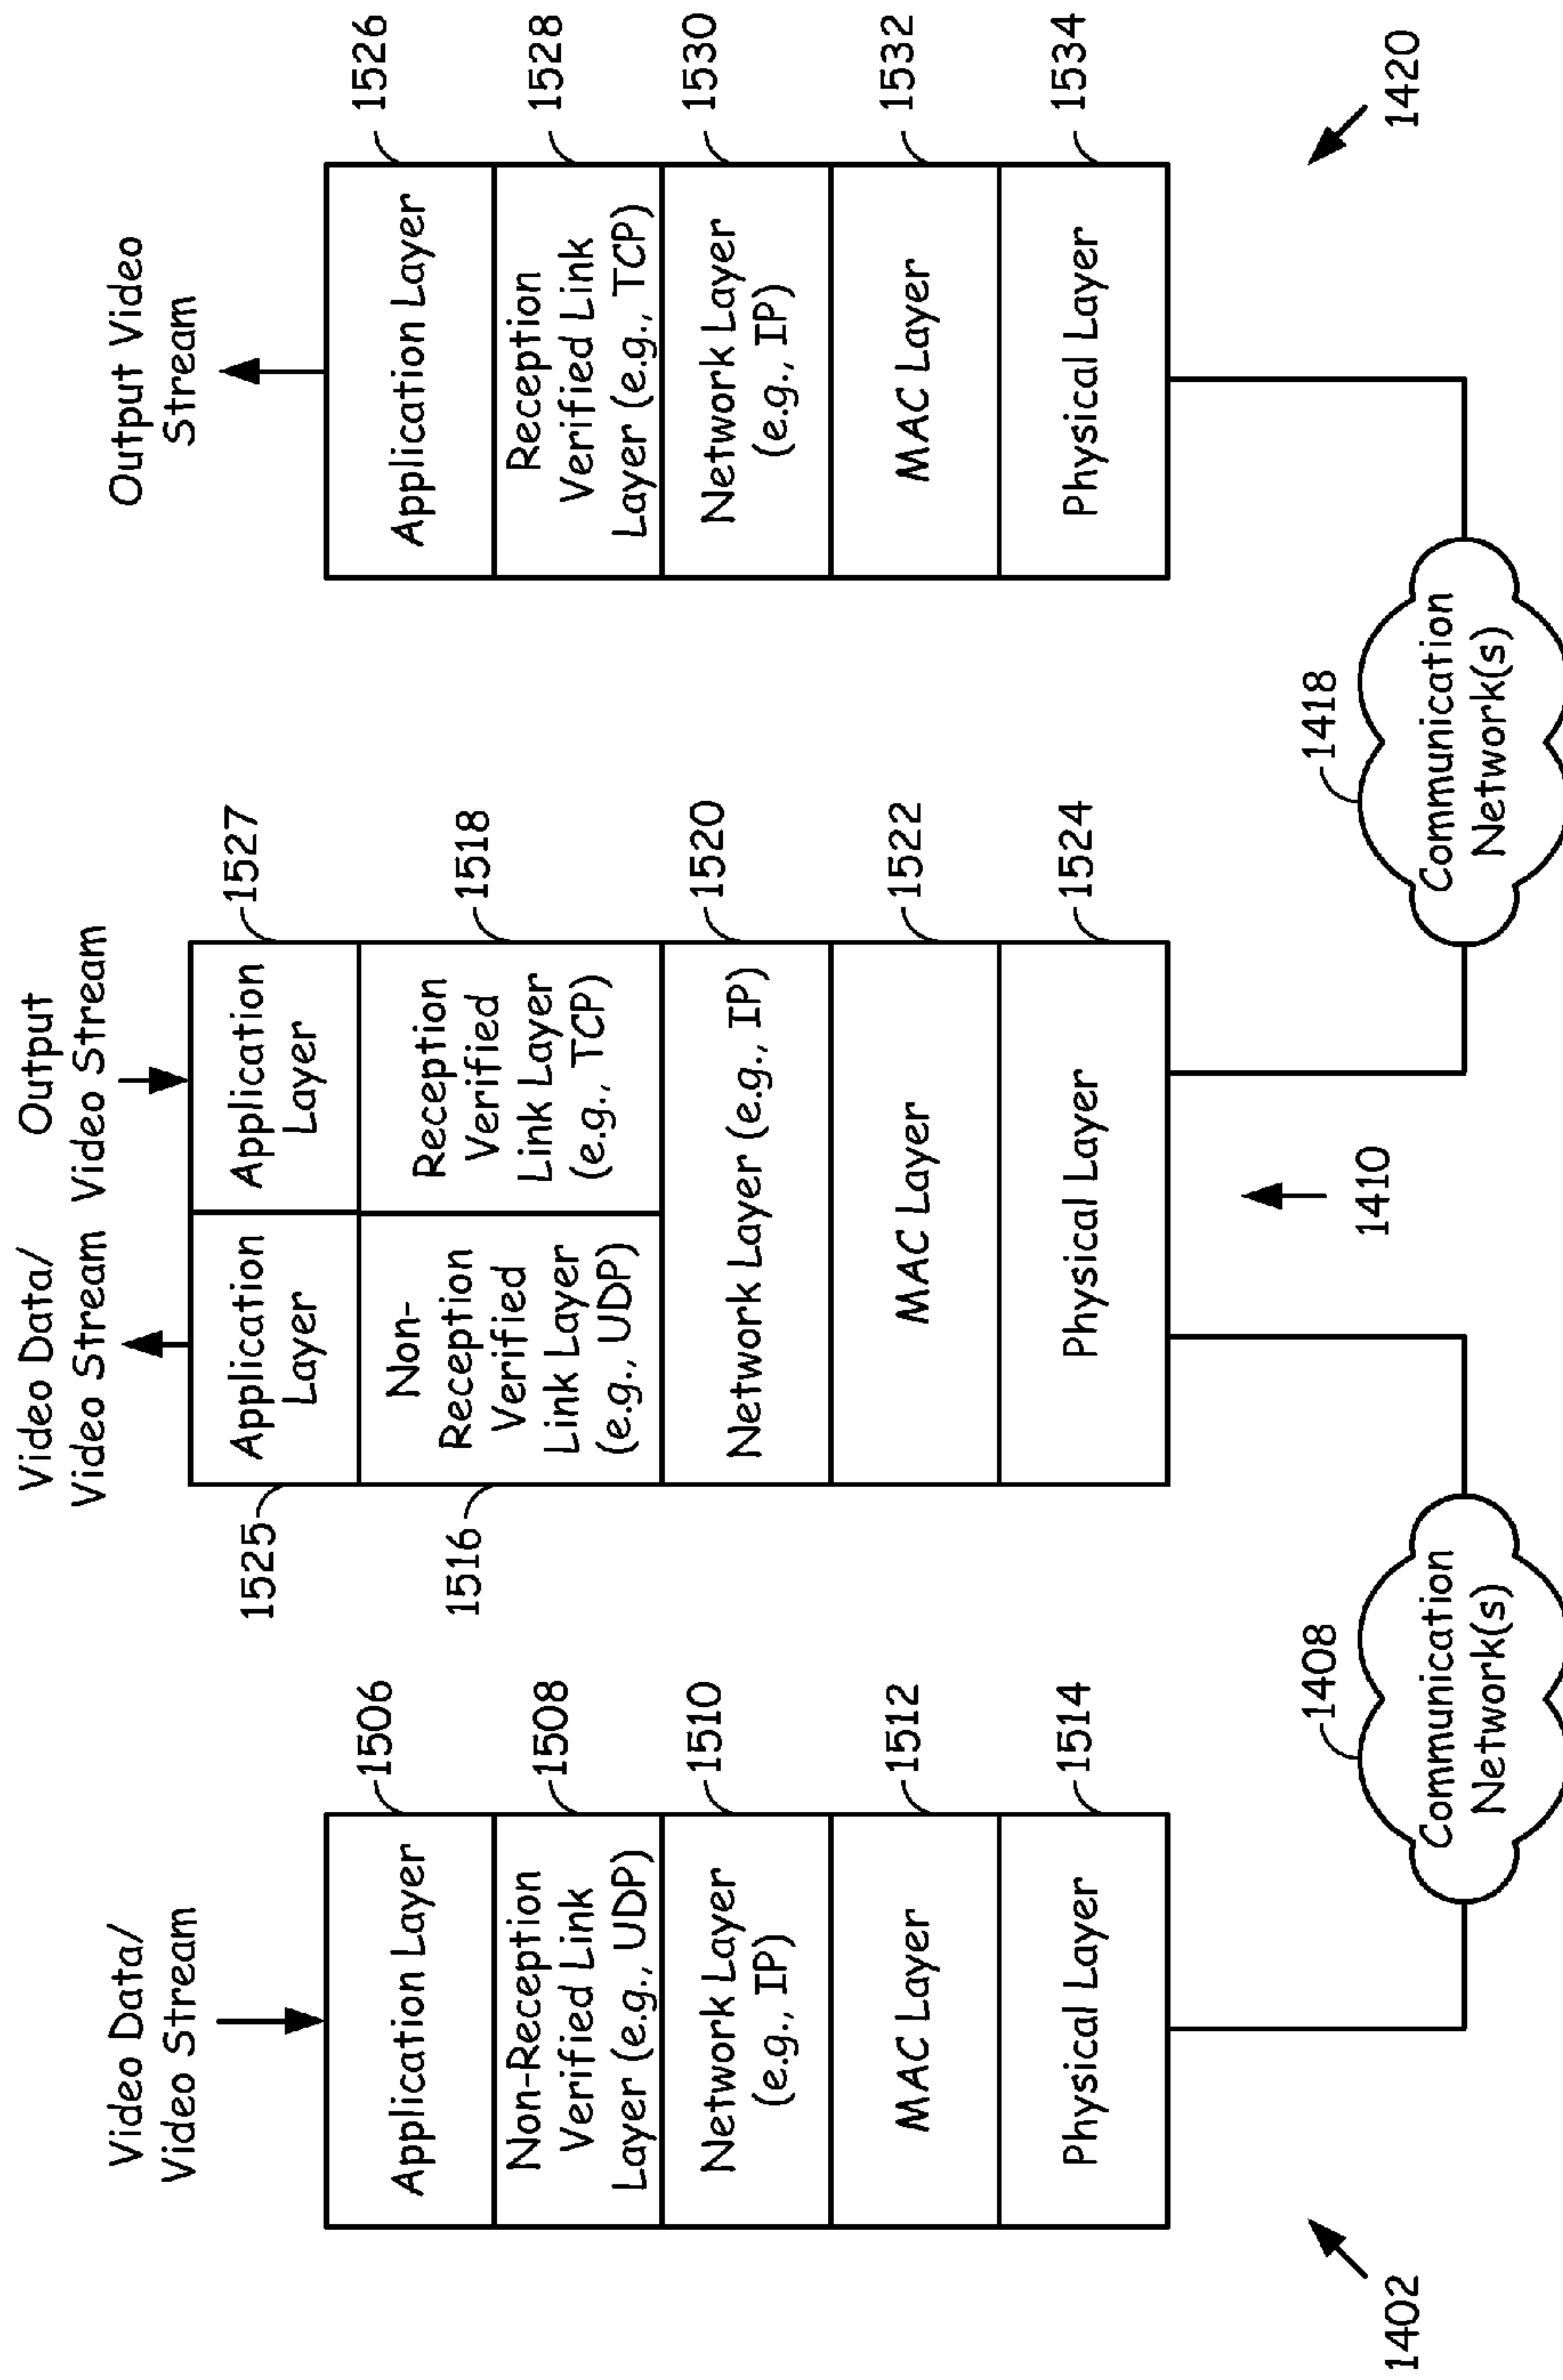 Video Data/
Video Stream
Application Layer
1506
Non-Reception
Verified Link
Layer (e.g., UDP)
1508
Network Layer
(e.g., IP)
1510
MAC Layer
1512
Physical Layer
1514
1402
Communication
Network(s)
1408
Video Data/
Video Stream
Output
Video Stream
1525
Application
Layer
Application
Layer
1527
1516
Non-
Reception
Verified
Link Layer
(e.g., UDP)
Reception
Verified
Link Layer
(e.g., TCP)
1518
Network Layer (e.g., IP)
1520
MAC Layer
1522
Physical Layer
1524
1410
Communication
Network(s)
1418
Output Video
Stream
Application Layer
1526
Reception
Verified Link
Layer (e.g., TCP)
1528
Network Layer
(e.g., IP)
1530
MAC Layer
1532
Physical Layer
1534
1420